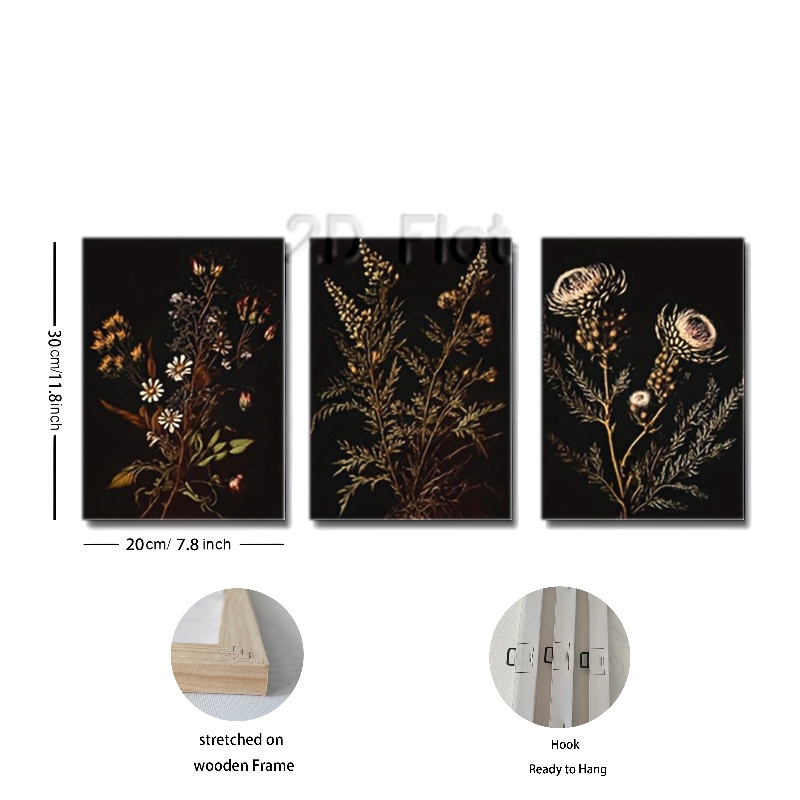 2D Flat
30cm/11.8inch
20cm/ 7.8 inch
stretched on
wooden Frame
Hook
Ready to Hang